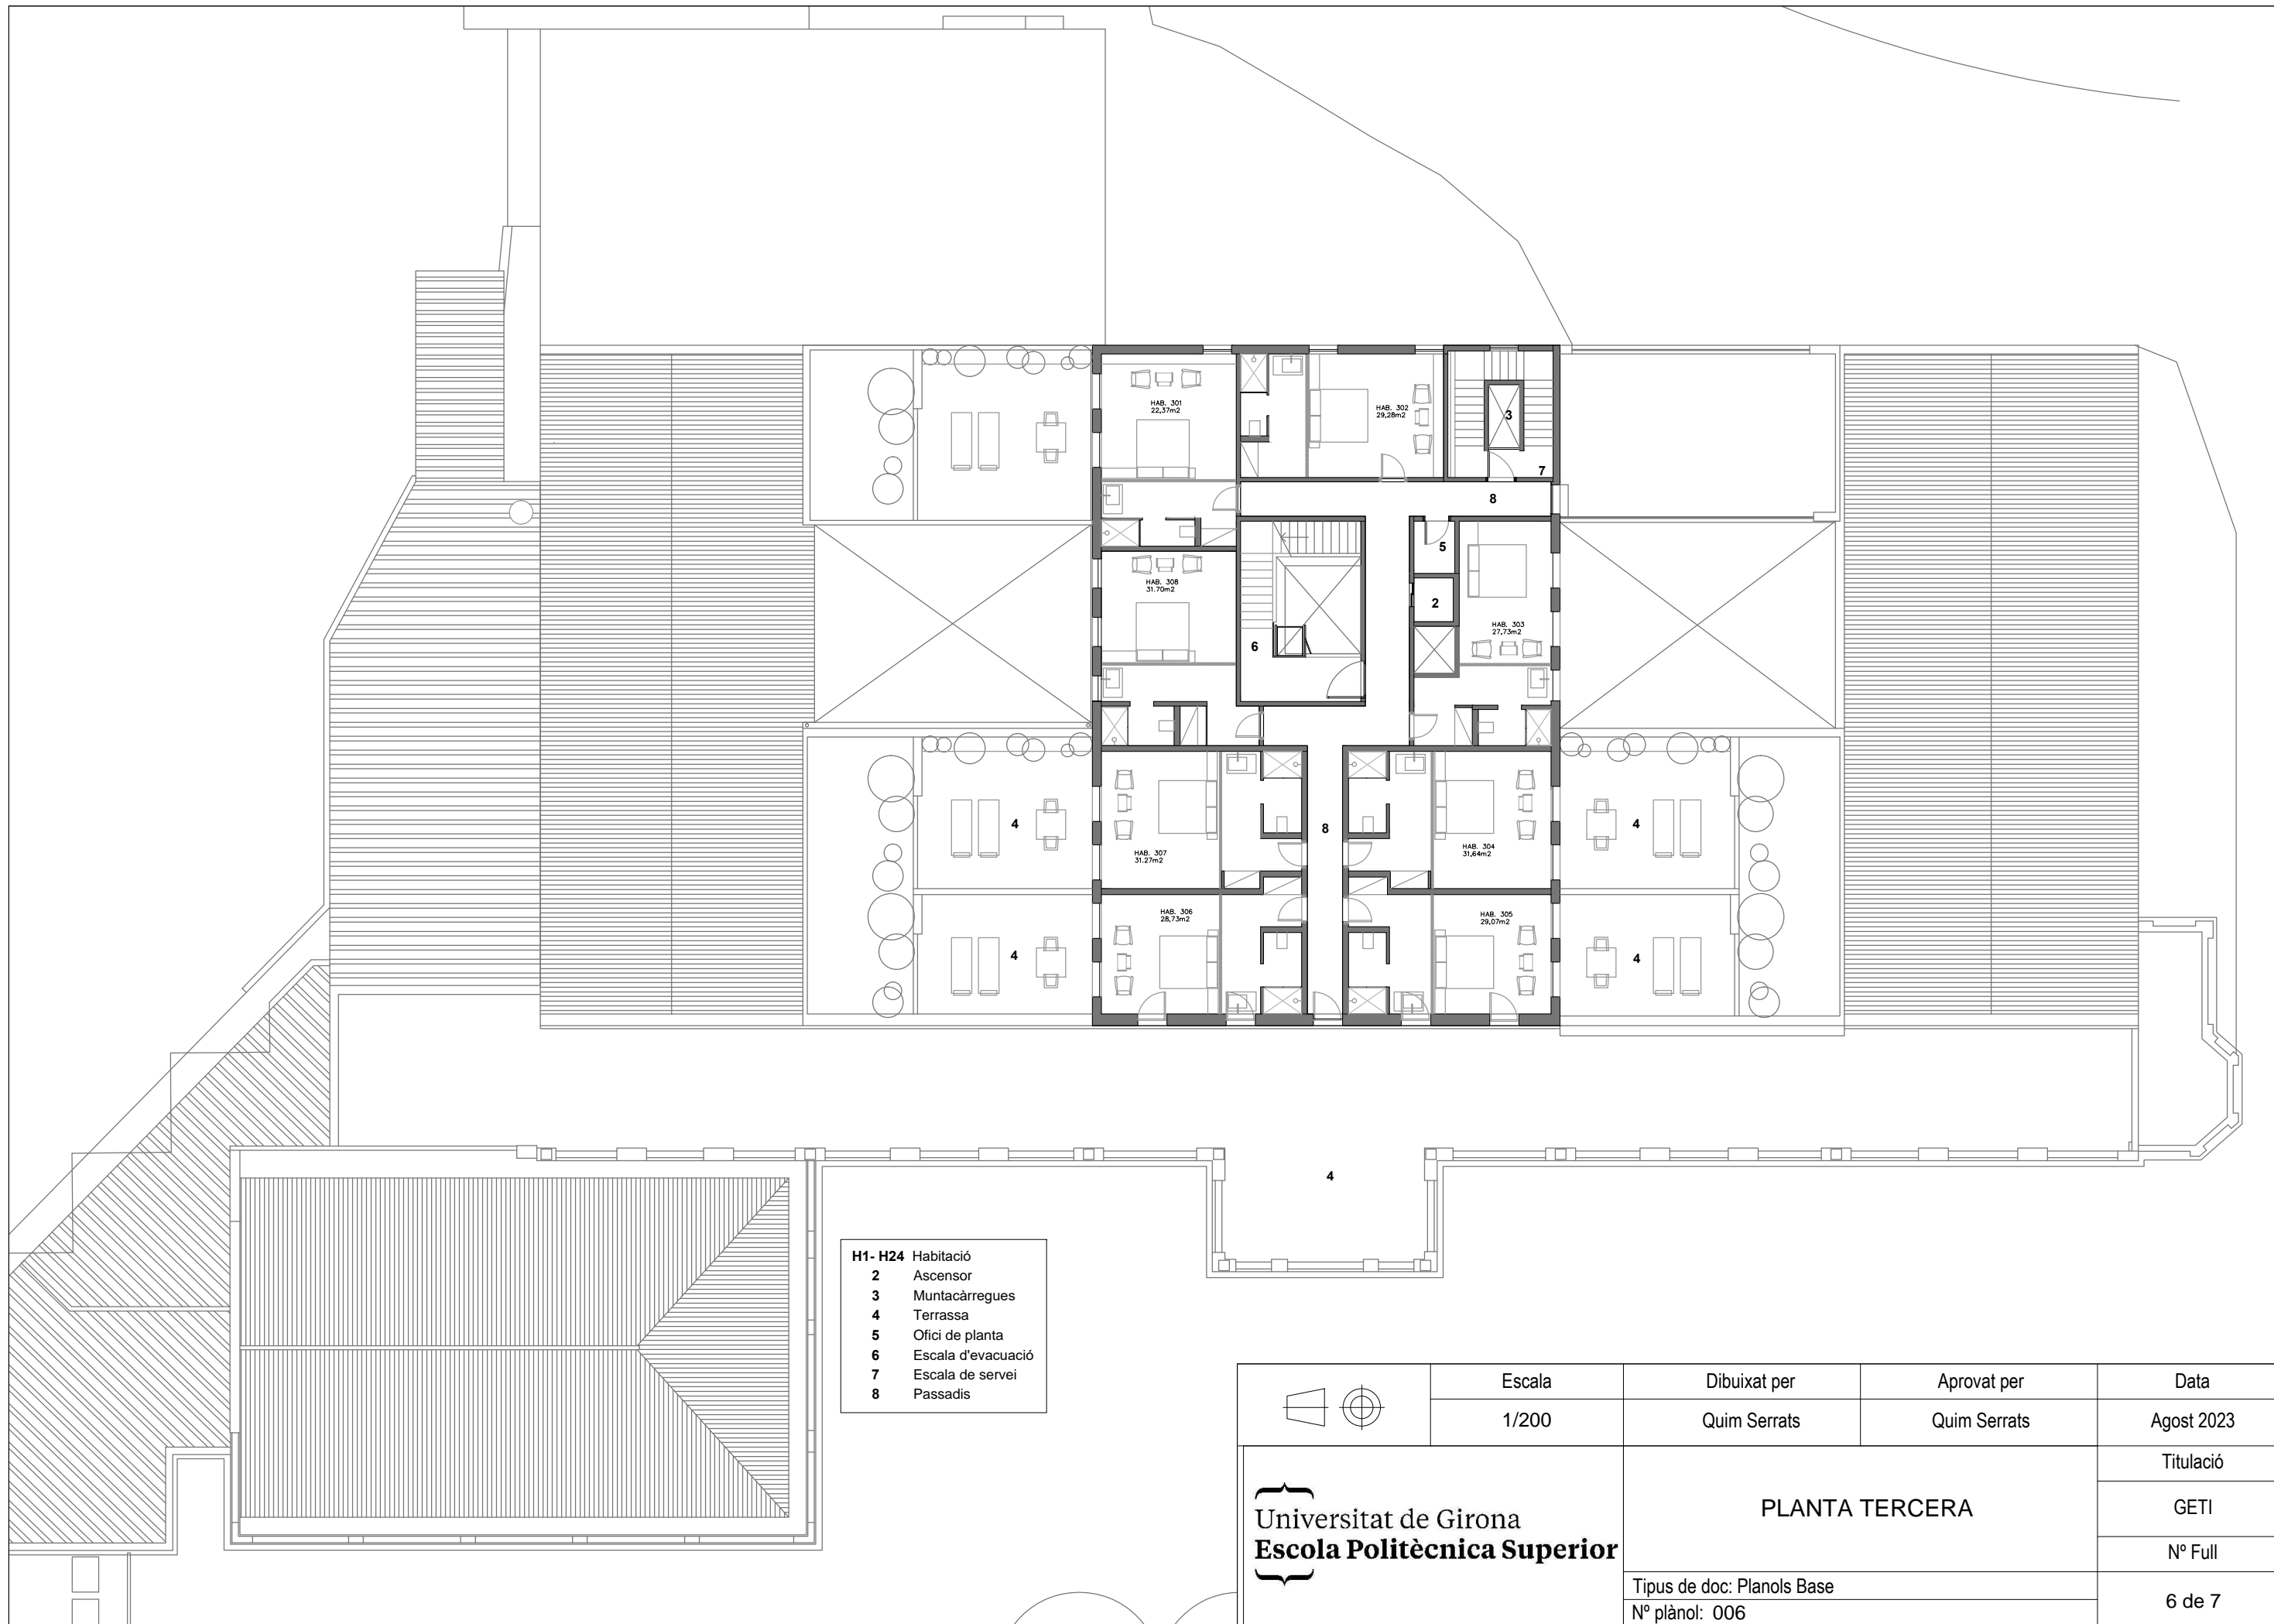 HAB. 301
22,37m2
HAB. 302
29,28m2
3
7
8
5
HAB. 308
31.70m2
2
HAB. 303
27,73m2
6
4
8
4
HAB. 307
31.27m2
HAB. 304
31,64m2
HAB. 306
28,73m2
HAB. 305
29,07m2
4
4
4
H1- H24 Habitació
2 Ascensor
3 Muntacàrregues
4 Terrassa
5 Ofici de planta
6 Escala d'evacuació
7 Escala de servei
8 Passadis
Escala
Dibuixat per
Aprovat per
Data
1/200
Quim Serrats
Quim Serrats
Agost 2023
Universitat de Girona
Escola Politècnica Superior
PLANTA TERCERA
Titulació
GETI
Nº Full
Tipus de doc: Planols Base
Nº plànol: 006
6 de 7